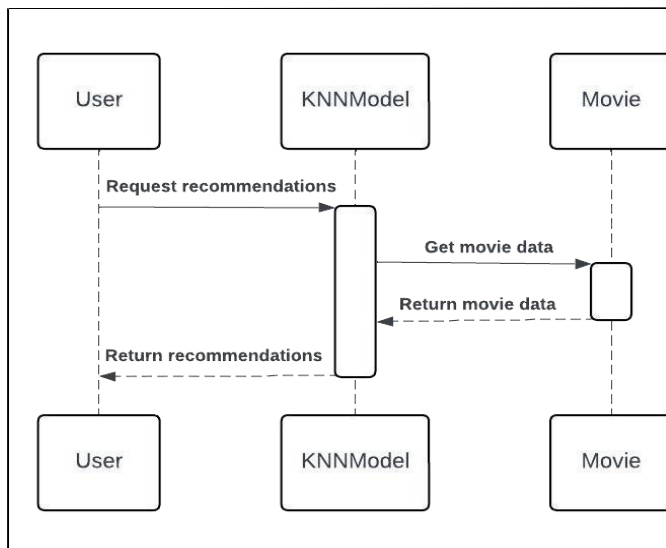 User
KNNModel
Movie
Request recommendations
Get movie data
Return movie data
Return recommendations
User
KNNModel
Movie